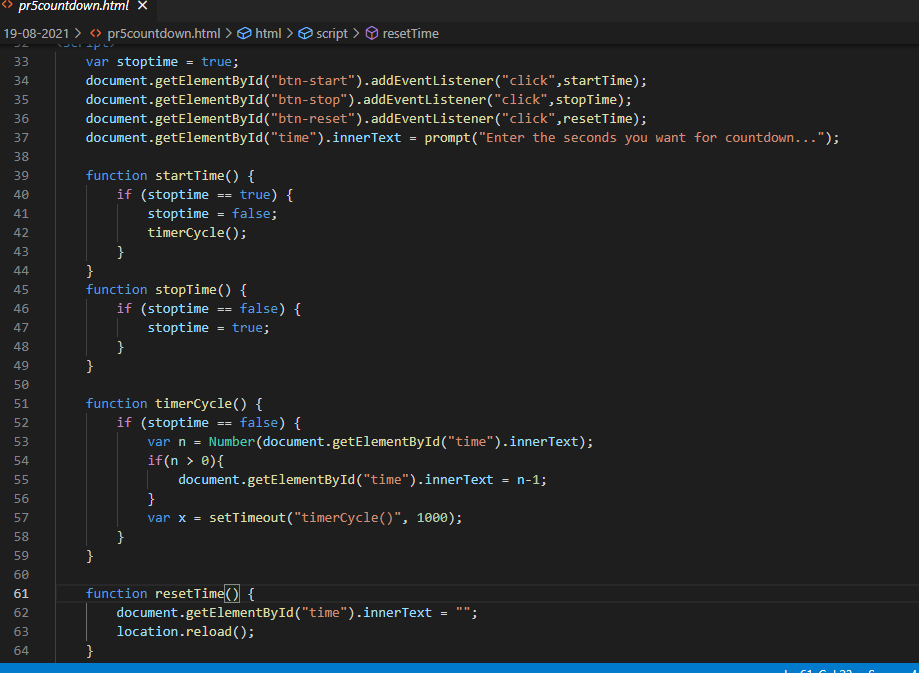 pr5countdown.html
19-08-2021 > pr5countdown.html > html > script > resetTime
32 <script>
33 var stoptime = true;
34 document.getElementById("btn-start").addEventListener("click",startTime);
35 document.getElementById("btn-stop").addEventListener("click",stopTime);
36 document.getElementById("btn-reset").addEventListener("click",resetTime);
37 document.getElementById("time").innerText = prompt("Enter the seconds you want for countdown...");
38
39 function startTime() {
40 if (stoptime == true) {
41 stoptime = false;
42 timerCycle();
43 }
44 }
45 function stopTime() {
46 if (stoptime == false) {
47 stoptime = true;
48 }
49 }
50
51 function timerCycle() {
52 if (stoptime == false) {
53 var n = Number(document.getElementById("time").innerText);
54 if(n > 0){
55 document.getElementById("time").innerText = n-1;
56 }
57 var x = setTimeout("timerCycle()", 1000);
58 }
59 }
60
61 function resetTime() {
62 document.getElementById("time").innerText = "";
63 location.reload();
64 }